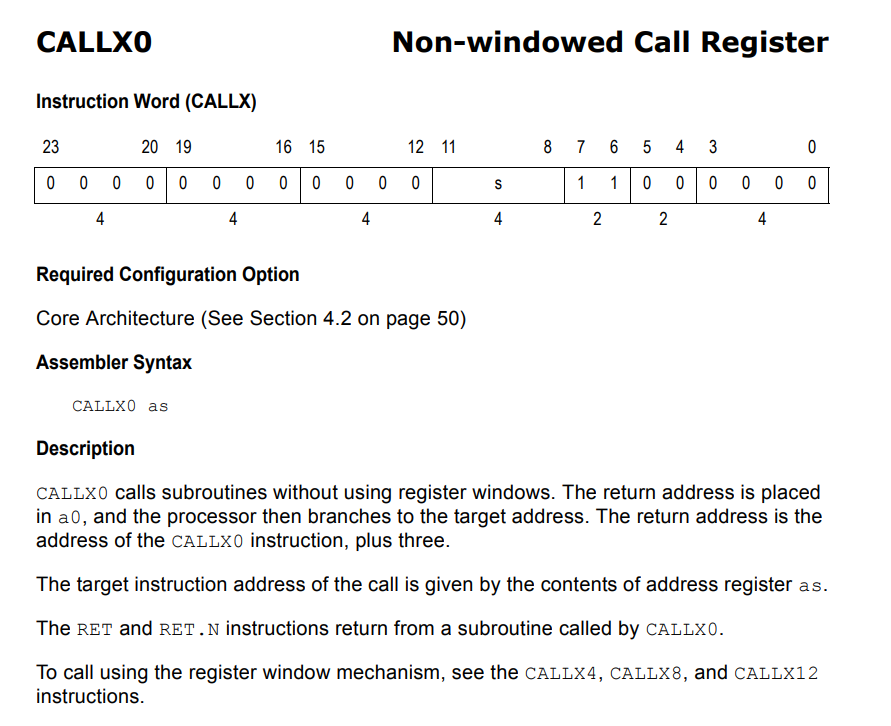 CALLX0 Non-windowed Call Register
Instruction Word (CALLX)
23 20 19 16 15 12 11 8 7 6 5 4 3 0
0 0 0 0 0 0 0 0 0 0 0 0 s 1 1 0 0 0 0 0 0
4 4 4 4 2 2 4
Required Configuration Option
Core Architecture (See Section 4.2 on page 50)
Assembler Syntax
CALLX0 as
Description
CALLX0 calls subroutines without using register windows. The return address is placed
in a0, and the processor then branches to the target address. The return address is the
address of the CALLX0 instruction, plus three.
The target instruction address of the call is given by the contents of address register as.
The RET and RET.N instructions return from a subroutine called by CALLX0.
To call using the register window mechanism, see the CALLX4, CALLX8, and CALLX12
instructions.